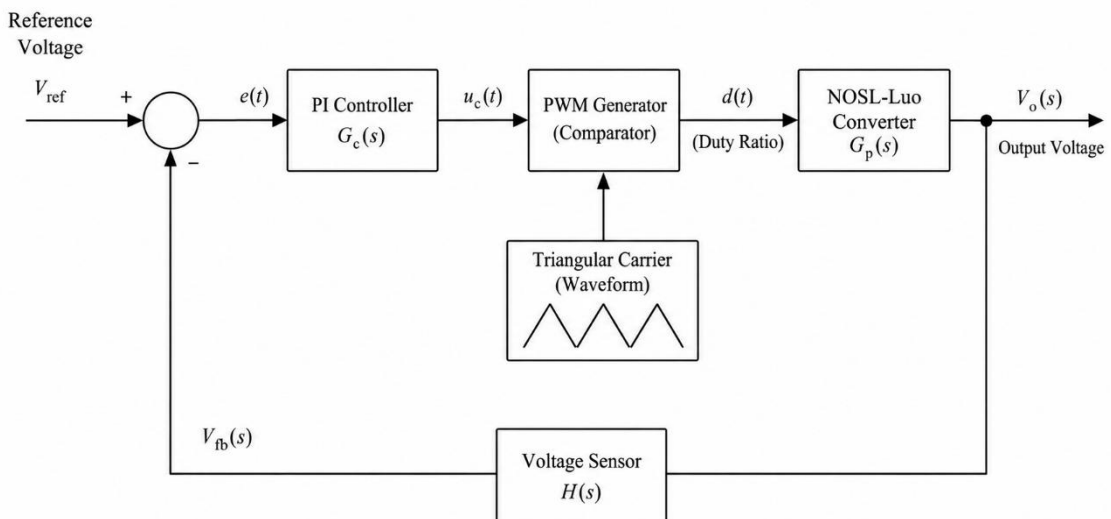 Reference
Voltage
V_ref
+
−
e(t)
PI Controller
G_c(s)
u_c(t)
PWM Generator
(Comparator)
d(t)
(Duty Ratio)
NOSL-Luo
Converter
G_p(s)
V_o(s)
Output Voltage
Triangular Carrier
(Waveform)
V_fb(s)
Voltage Sensor
H(s)